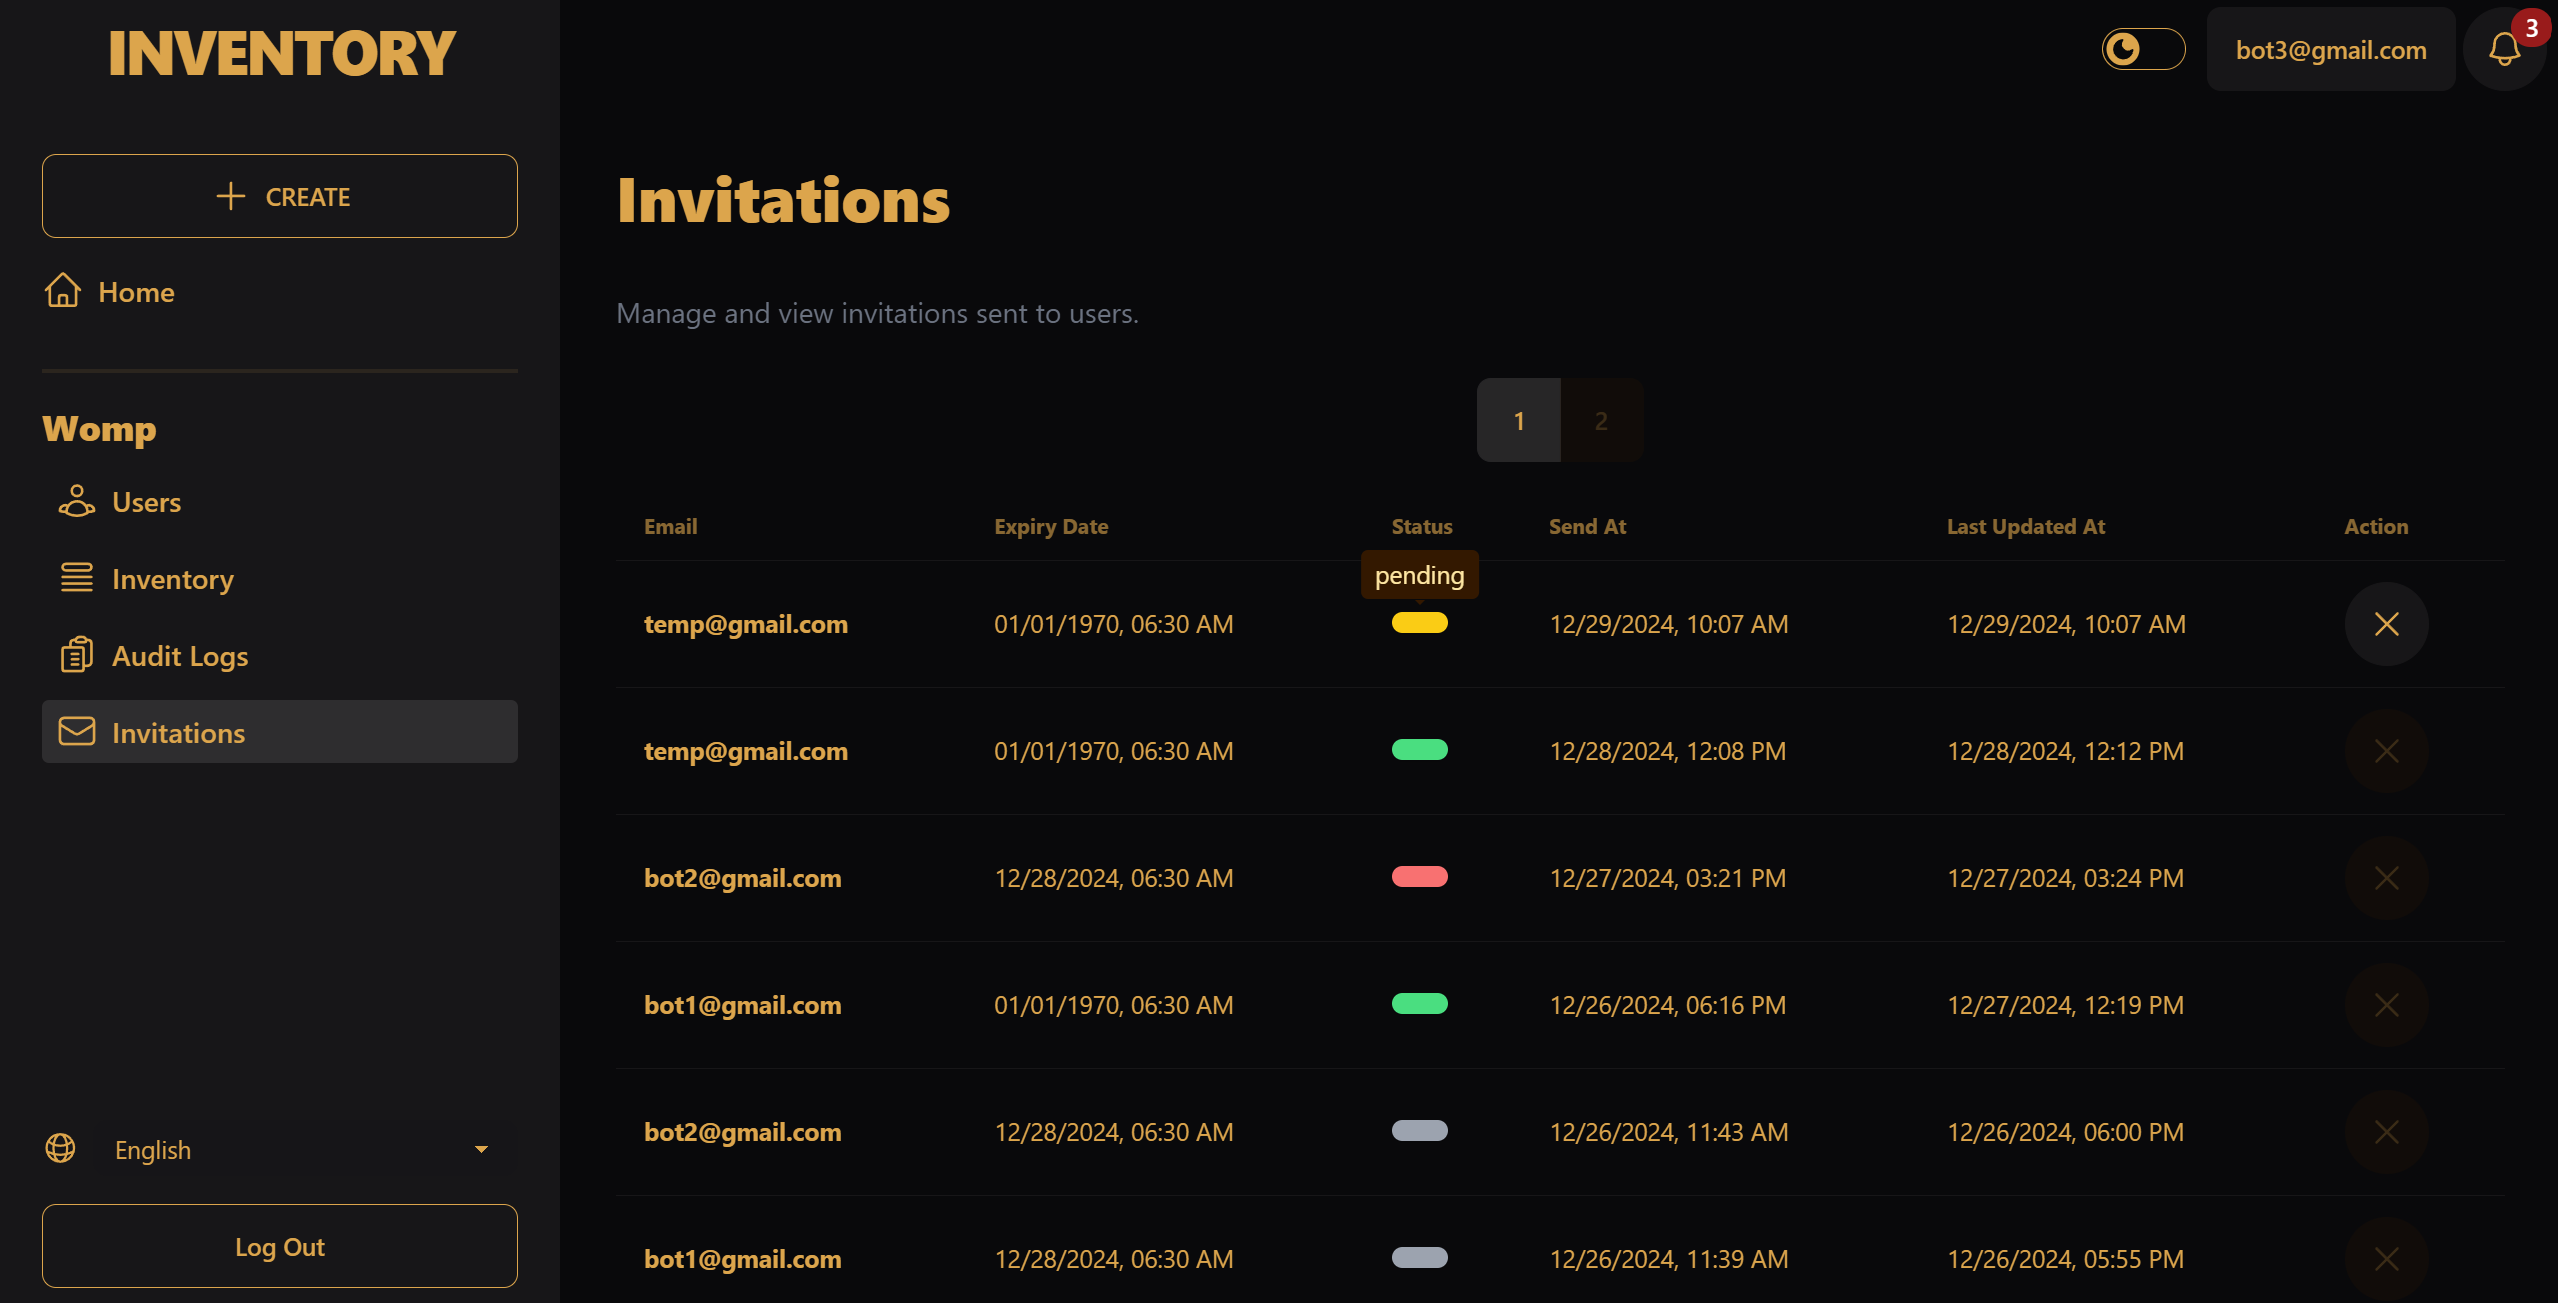 INVENTORY
CREATE
Home
Womp
Users
Inventory
Audit Logs
Invitations
English
Log Out
bot3@gmail.com
3
Invitations
Manage and view invitations sent to users.
1 2
Email Expiry Date Status Send At Last Updated At Action
pending
temp@gmail.com 01/01/1970, 06:30 AM 12/29/2024, 10:07 AM 12/29/2024, 10:07 AM
temp@gmail.com 01/01/1970, 06:30 AM 12/28/2024, 12:08 PM 12/28/2024, 12:12 PM
bot2@gmail.com 12/28/2024, 06:30 AM 12/27/2024, 03:21 PM 12/27/2024, 03:24 PM
bot1@gmail.com 01/01/1970, 06:30 AM 12/26/2024, 06:16 PM 12/27/2024, 12:19 PM
bot2@gmail.com 12/28/2024, 06:30 AM 12/26/2024, 11:43 AM 12/26/2024, 06:00 PM
bot1@gmail.com 12/28/2024, 06:30 AM 12/26/2024, 11:39 AM 12/26/2024, 05:55 PM